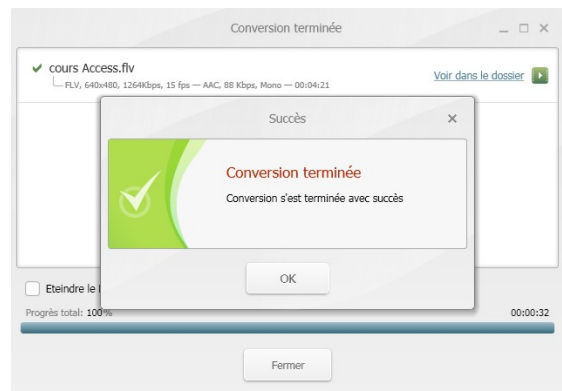 Conversion terminée
cours Access.flv
FLV, 640x480, 1264Kbps, 15 fps — AAC, 88 Kbps, Mono — 00:04:21
Voir dans le dossier
Succès
Conversion terminée
Conversion s'est terminée avec succès
OK
Eteindre le
Progrès total: 100%
00:00:32
Fermer